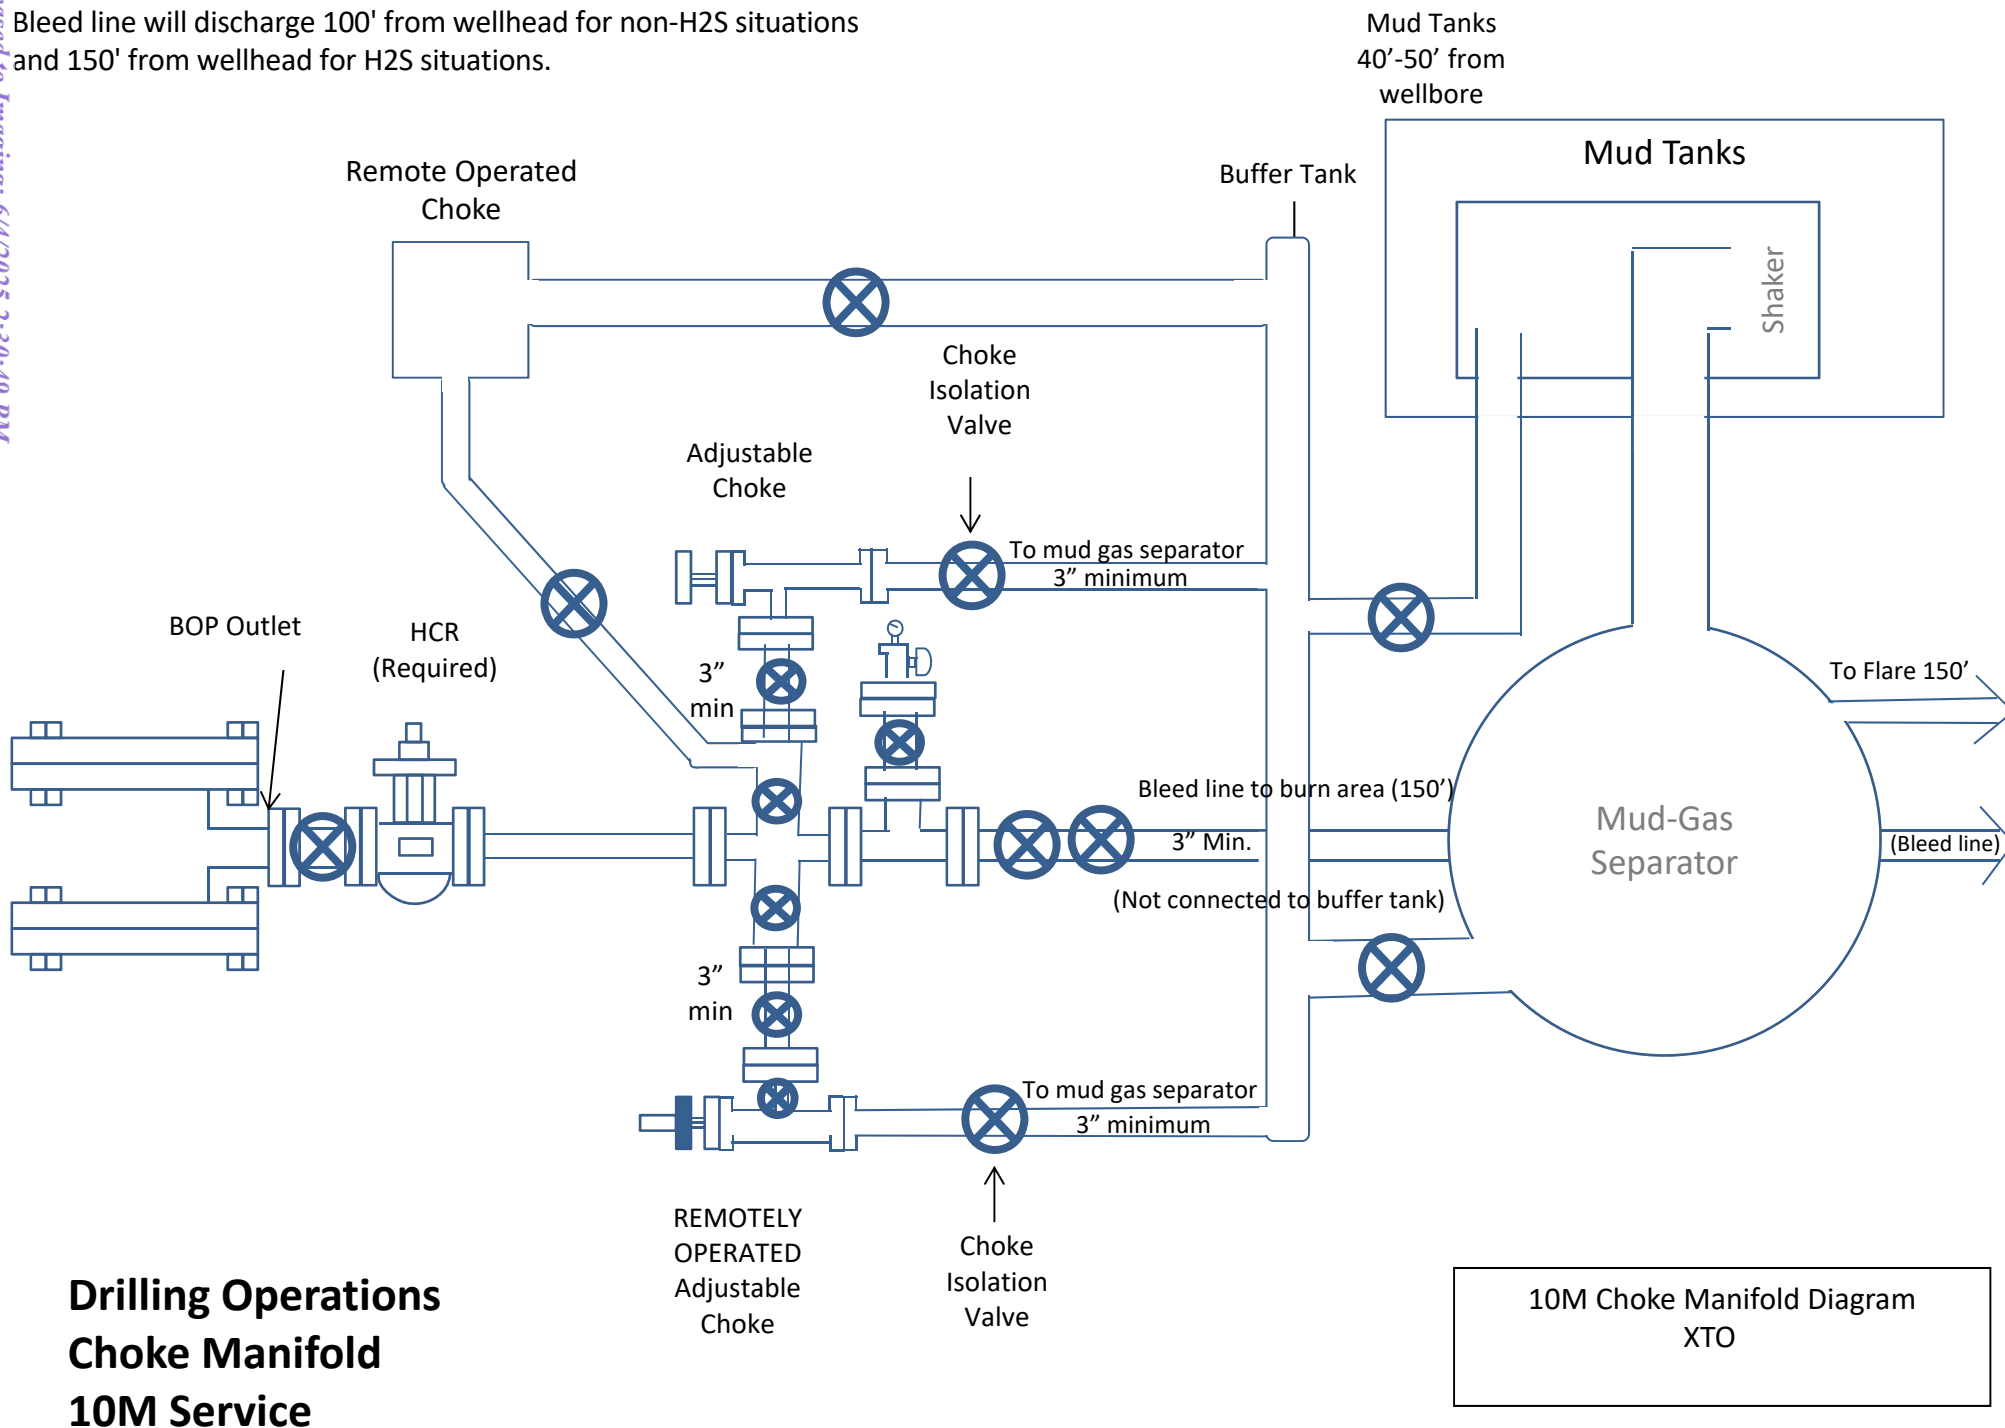 Bleed line will discharge 100' from wellhead for non-H2S situations
and 150' from wellhead for H2S situations.
Mud Tanks
40’-50’ from
wellbore
Mud Tanks
Shaker
Remote Operated
Choke
Buffer Tank
Choke
Isolation
Valve
Adjustable
Choke
To mud gas separator
3” minimum
BOP Outlet
HCR
(Required)
3”
min
To Flare 150’
Bleed line to burn area (150’)
3” Min.
(Not connected to buffer tank)
Mud-Gas
Separator
(Bleed line)
3”
min
To mud gas separator
3” minimum
REMOTELY
OPERATED
Adjustable
Choke
Choke
Isolation
Valve
Drilling Operations
Choke Manifold
10M Service
10M Choke Manifold Diagram
XTO